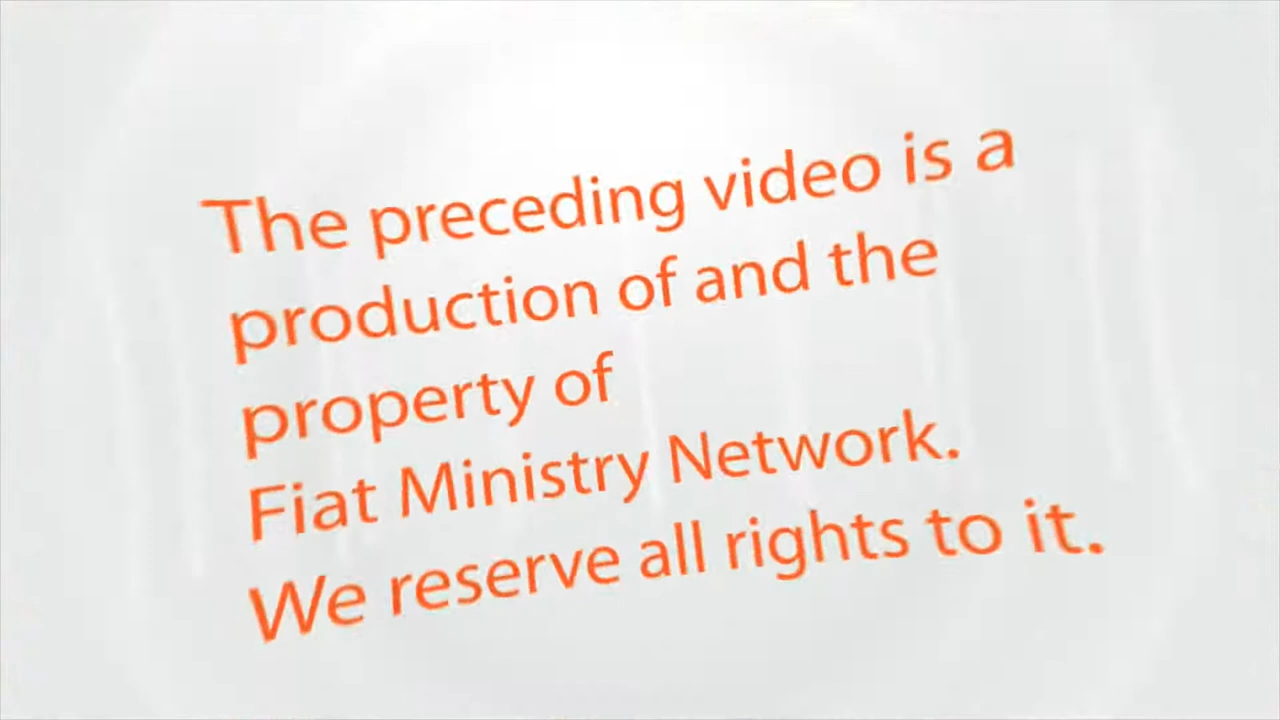 The preceding video is a
production of and the
property of
Fiat Ministry Network.
We reserve all rights to it.